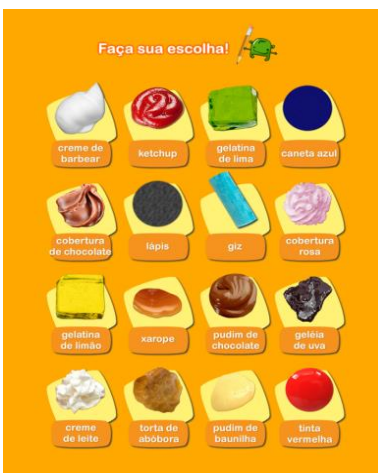 Faça sua escolha!
creme de
barbear
ketchup
gelatina
de lima
caneta azul
cobertura
de chocolate
lápis
giz
cobertura
rosa
gelatina
de limão
xarope
pudim de
chocolate
geléia
de uva
creme
de leite
torta de
abòbora
pudim de
baunilha
tinta
vermelha